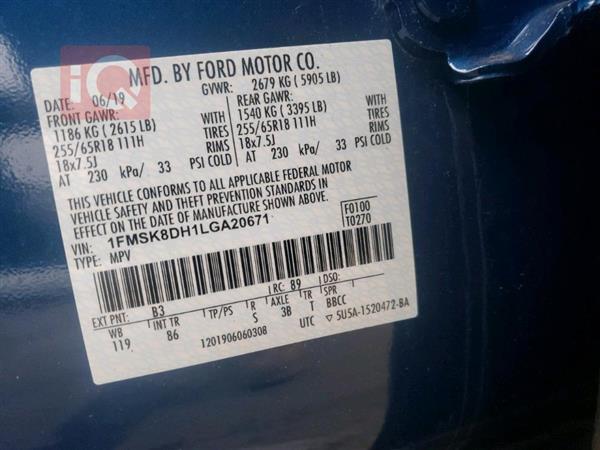 iQ
MFD. BY FORD MOTOR CO.
DATE: 06/19 GVWR: 2679 KG (5905 LB)
FRONT GAWR: REAR GAWR:
1186 KG (2615 LB) WITH 1540 KG (3395 LB) WITH
255/65R18 111H TIRES 255/65R18 111H TIRES
18x7.5J RIMS 18x7.5J RIMS
AT 230 kPa/ 33 PSI COLD AT 230 kPa/ 33 PSI COLD
THIS VEHICLE CONFORMS TO ALL APPLICABLE FEDERAL MOTOR
VEHICLE SAFETY AND THEFT PREVENTION STANDARDS IN
EFFECT ON THE DATE OF MANUFACTURE SHOWN ABOVE.
VIN: 1FMSK8DH1LGA20671 F0100
TYPE: MPV T0270
EXT PNT: B3 RC: 89 DSO:
WB INT TR TP/PS R AXLE TR SPR
119 86 S 3B T BBCC
1201906060308 UTC ▽ 5U5A-1520472-BA